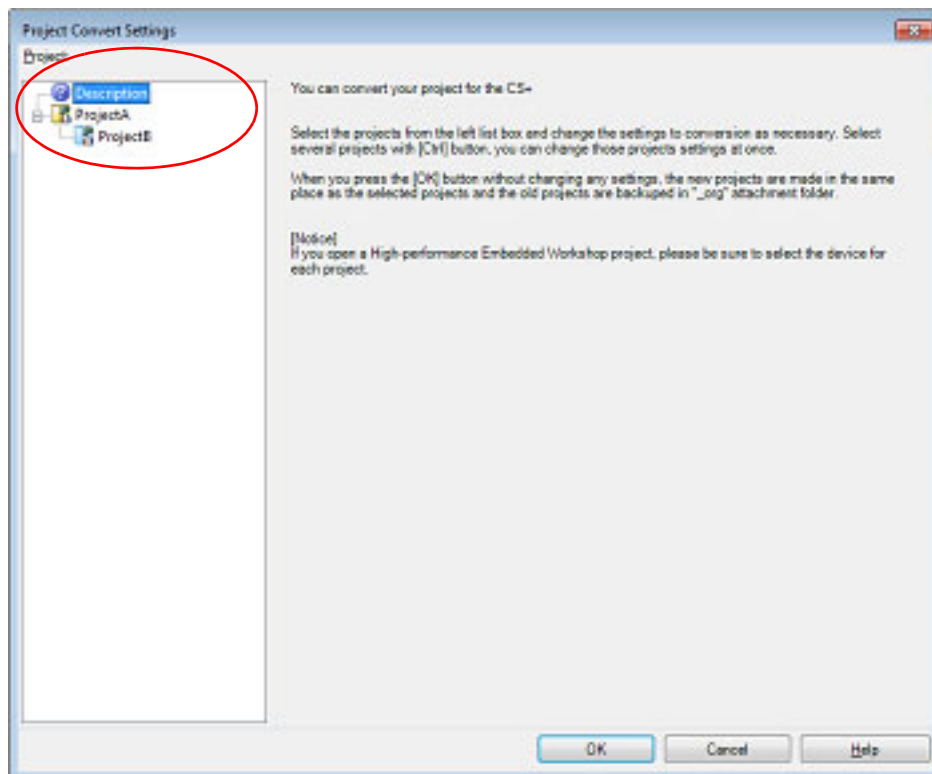 Project Convert Settings
Project:
Description
ProjectA
ProjectB
You can convert your project for the CS+
Select the projects from the left list box and change the settings to conversion as necessary. Select
several projects with [Ctrl] button, you can change those projects settings at once.
When you press the [OK] button without changing any settings, the new projects are made in the same
place as the selected projects and the old projects are backuped in "_org" attachment folder.
[Notice]
If you open a High-performance Embedded Workshop project, please be sure to select the device for
each project.
OK
Cancel
Help